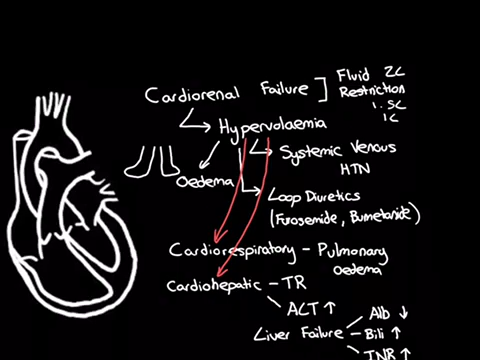 Cardiorenal Failure
Fluid 2L
Restriction
1.5L
1L
Hypervolaemia
Systemic Venous
HTN
Oedema
Loop Diuretics
(Furosemide, Bumetanide)
Cardiorespiratory - Pulmonary
oedema
Cardiohepatic - TR
ALT ↑
Liver Failure
Alb ↓
Bili ↑
INR ↑